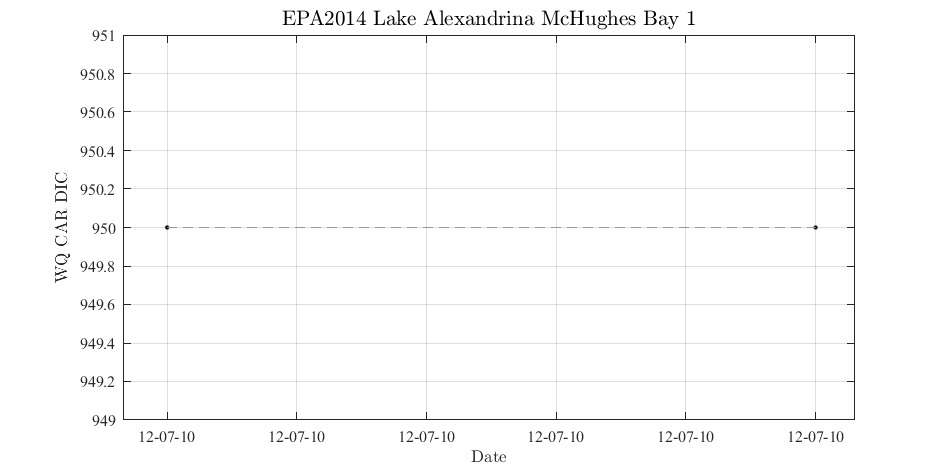 EPA2014 Lake Alexandrina McHughes Bay 1
WQ CAR DIC
951
950.8
950.6
950.4
950.2
950
949.8
949.6
949.4
949.2
949
12-07-10 12-07-10 12-07-10 12-07-10 12-07-10 12-07-10
Date